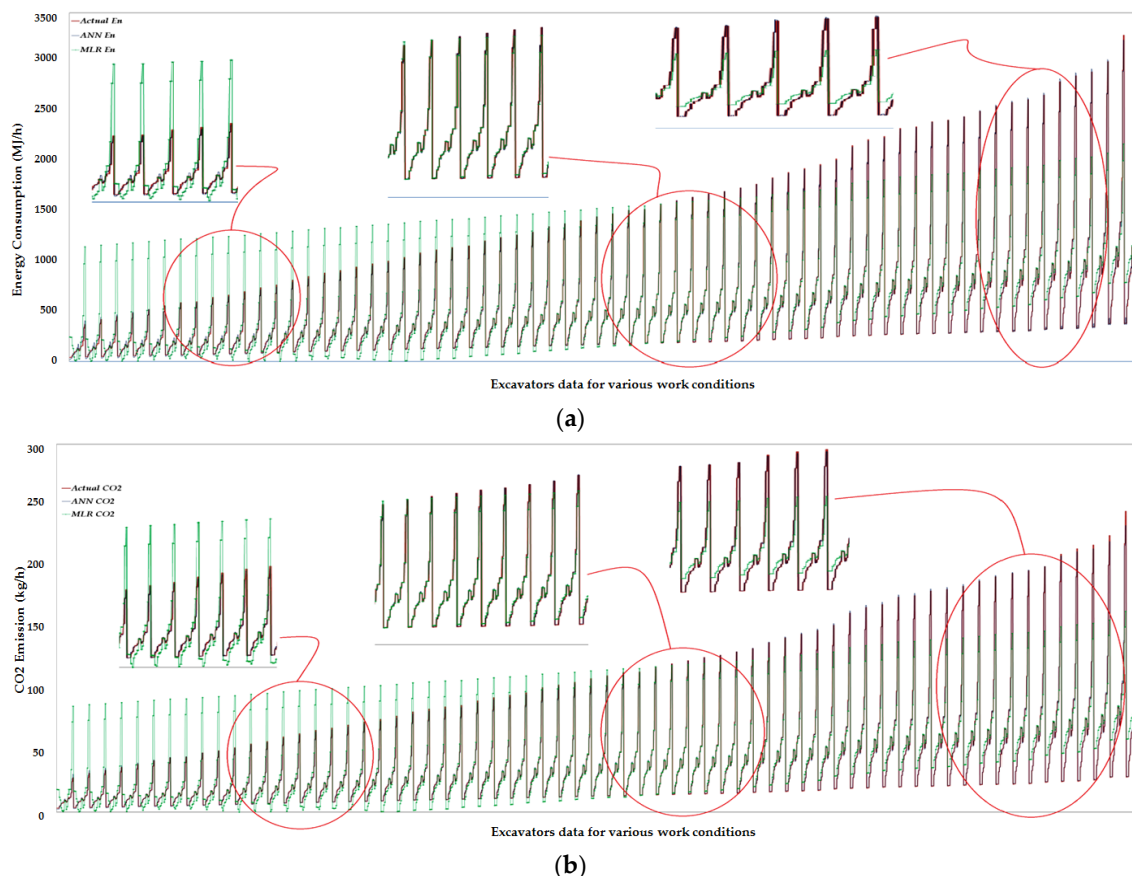 3500
3000
2500
2000
1500
1000
500
0
Energy Consumption (MJ/h)
Actual En
ANN En
MLR En
Excavators data for various work conditions
(a)
300
250
200
150
100
50
0
CO2 Emission (kg/h)
Actual CO2
ANN CO2
MLR CO2
Excavators data for various work conditions
(b)